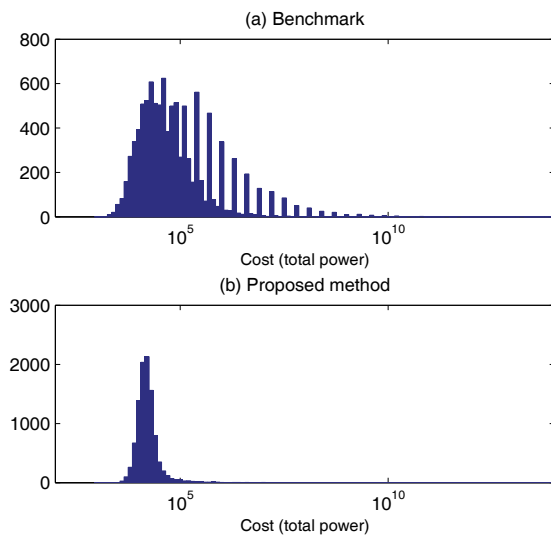 (a) Benchmark
800
600
400
200
0
10^5 10^10
Cost (total power)
(b) Proposed method
3000
2000
1000
0
10^5 10^10
Cost (total power)